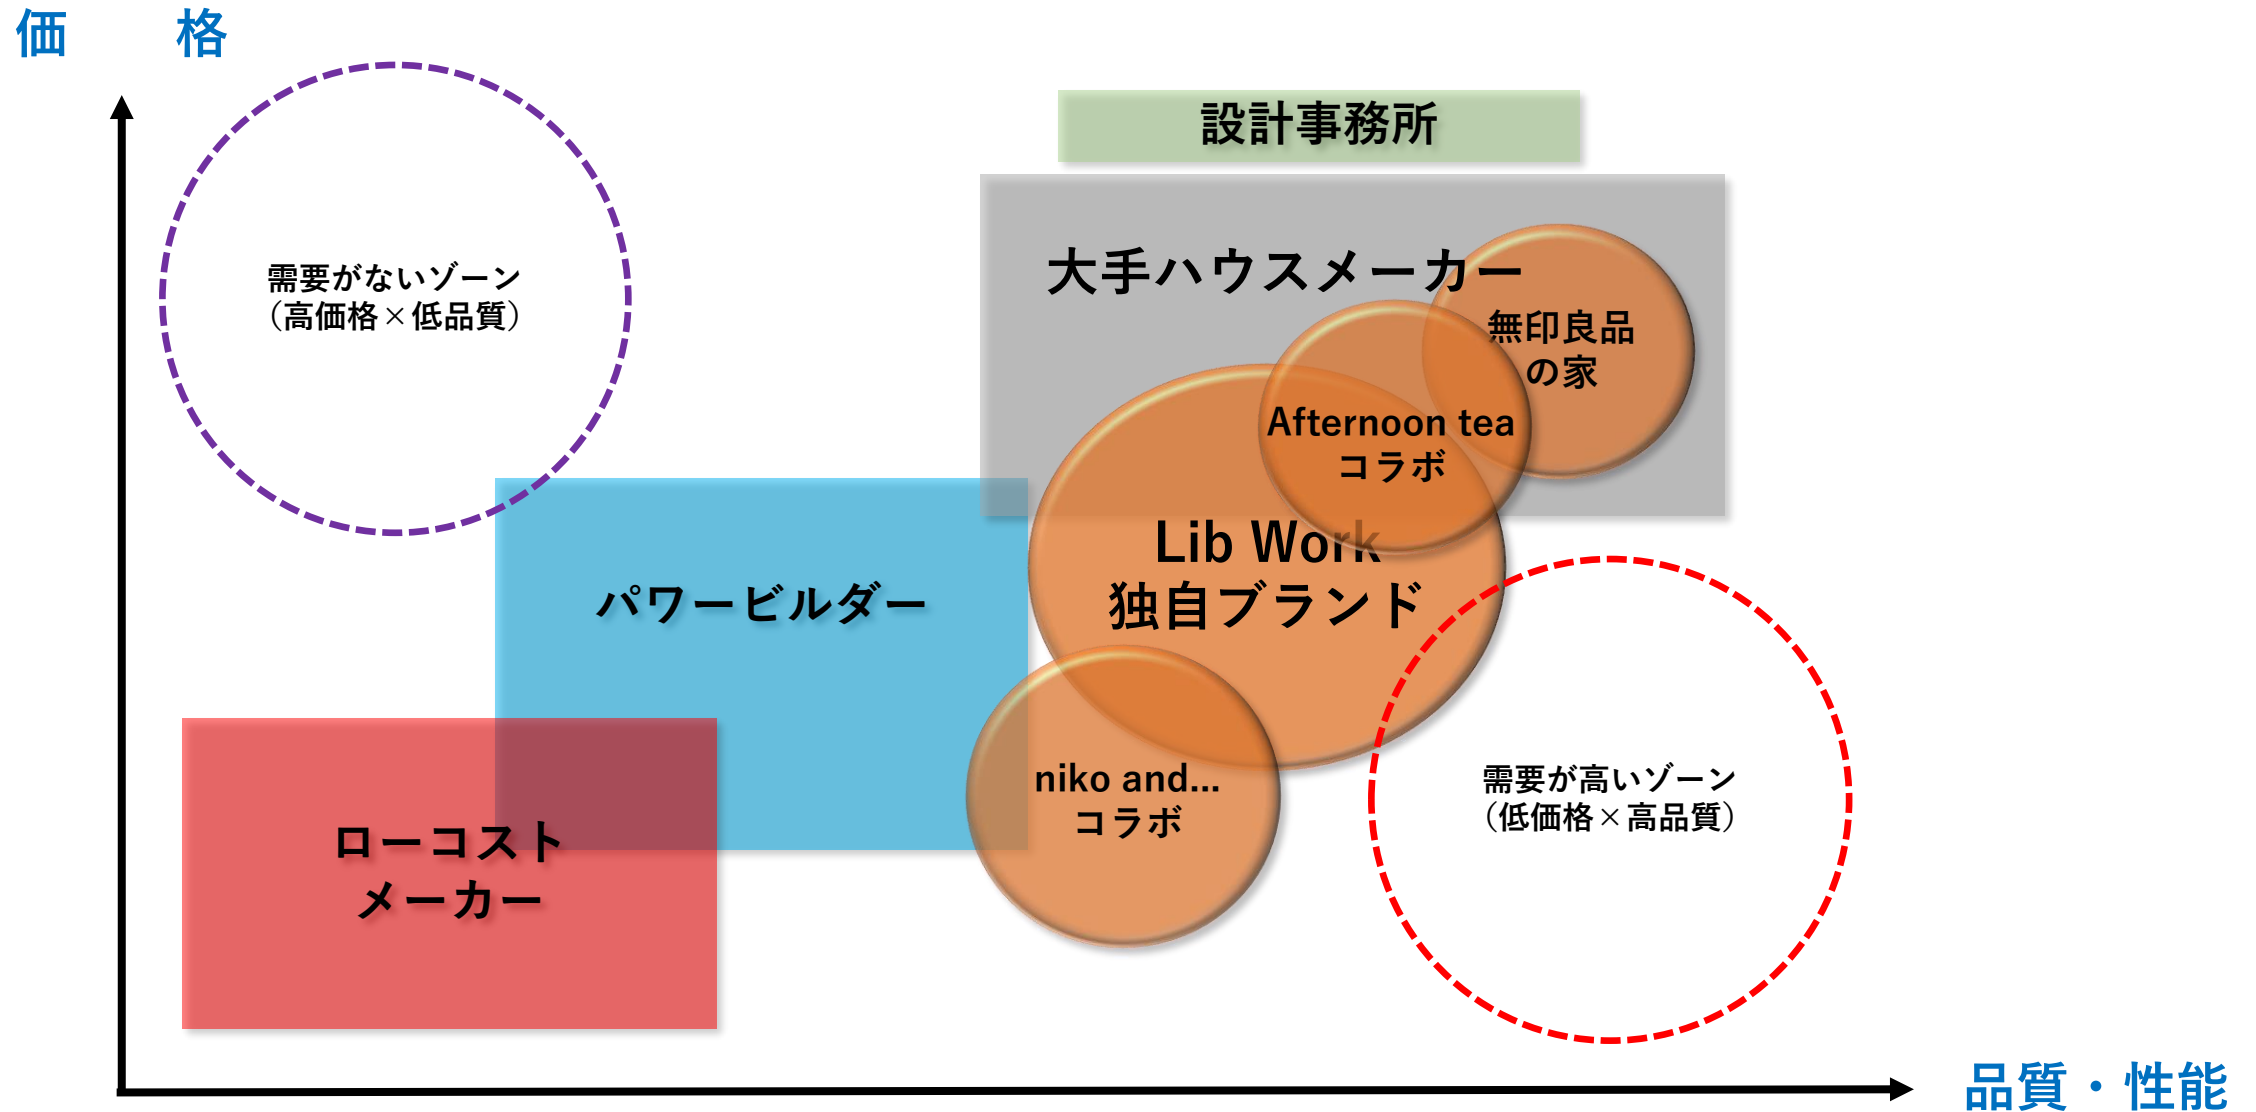 価　格
設計事務所
大手ハウスメーカー
需要がないゾーン
（高価格×低品質）
無印良品
の家
Afternoon tea
コラボ
Lib Work
独自ブランド
パワービルダー
niko and...
コラボ
需要が高いゾーン
（低価格×高品質）
ローコスト
メーカー
品質・性能